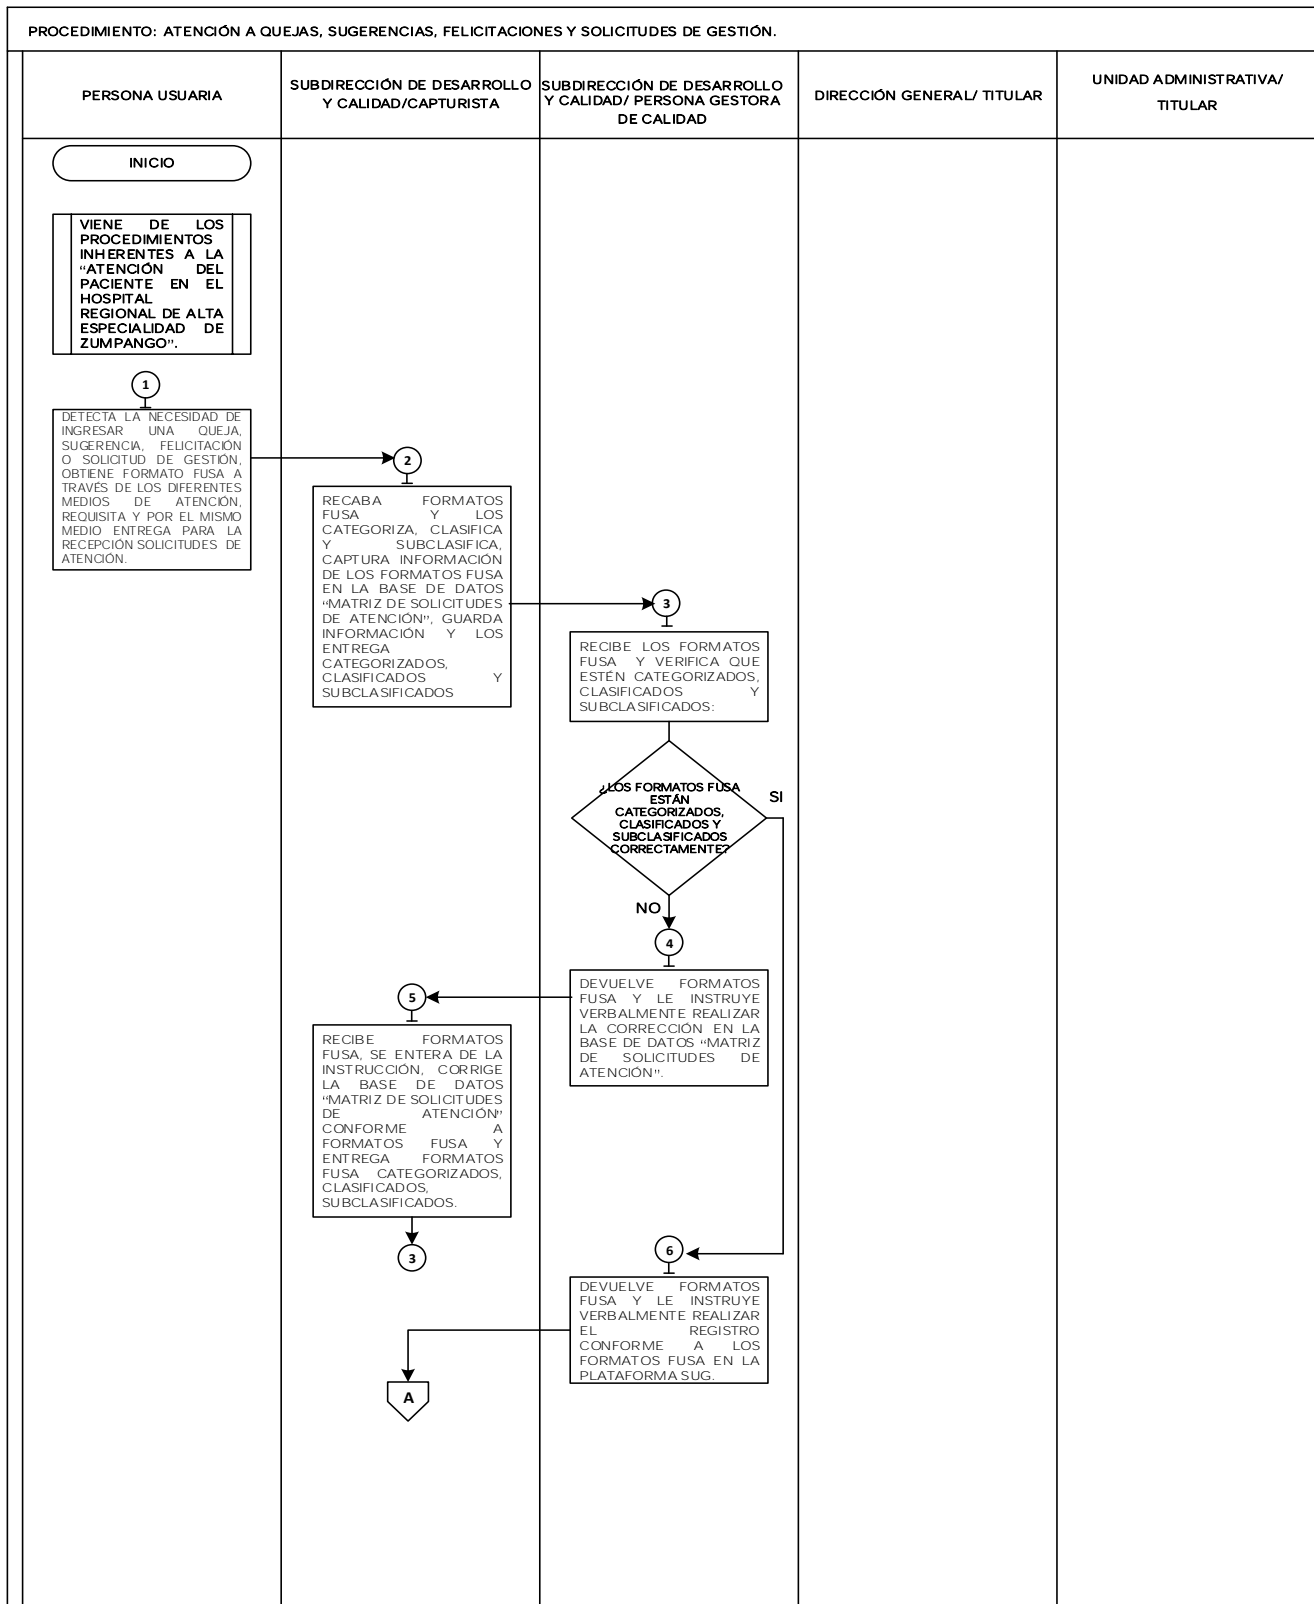 PROCEDIMIENTO: ATENCIÓN A QUEJAS, SUGERENCIAS, FELICITACIONES Y SOLICITUDES DE GESTIÓN.
PERSONA USUARIA
SUBDIRECCIÓN DE DESARROLLO
Y CALIDAD/CAPTURISTA
SUBDIRECCIÓN DE DESARROLLO
Y CALIDAD/ PERSONA GESTORA
DE CALIDAD
DIRECCIÓN GENERAL/ TITULAR
UNIDAD ADMINISTRATIVA/
TITULAR
INICIO
VIENE DE LOS
PROCEDIMIENTOS
INHERENTES A LA
“ATENCIÓN DEL
PACIENTE EN EL
HOSPITAL
REGIONAL DE ALTA
ESPECIALIDAD DE
ZUMPANGO”.
1
DETECTA LA NECESIDAD DE
INGRESAR UNA QUEJA,
SUGERENCIA, FELICITACIÓN
O SOLICITUD DE GESTIÓN,
OBTIENE FORMATO FUSA A
TRAVÉS DE LOS DIFERENTES
MEDIOS DE ATENCIÓN,
REQUISITA Y POR EL MISMO
MEDIO ENTREGA PARA LA
RECEPCIÓN SOLICITUDES DE
ATENCIÓN.
2
RECABA FORMATOS
FUSA Y LOS
CATEGORIZA, CLASIFICA
Y SUBCLASIFICA,
CAPTURA INFORMACIÓN
DE LOS FORMATOS FUSA
EN LA BASE DE DATOS
“MATRIZ DE SOLICITUDES
DE ATENCIÓN”, GUARDA
INFORMACIÓN Y LOS
ENTREGA
CATEGORIZADOS,
CLASIFICADOS Y
SUBCLASIFICADOS
3
RECIBE LOS FORMATOS
FUSA Y VERIFICA QUE
ESTÉN CATEGORIZADOS,
CLASIFICADOS Y
SUBCLASIFICADOS:
¿LOS FORMATOS FUSA
ESTÁN
CATEGORIZADOS,
CLASIFICADOS Y
SUBCLASIFICADOS
CORRECTAMENTE?
SI
NO
4
DEVUELVE FORMATOS
FUSA Y LE INSTRUYE
VERBALMENTE REALIZAR
LA CORRECCIÓN EN LA
BASE DE DATOS “MATRIZ
DE SOLICITUDES DE
ATENCIÓN”.
5
RECIBE FORMATOS
FUSA, SE ENTERA DE LA
INSTRUCCIÓN, CORRIGE
LA BASE DE DATOS
“MATRIZ DE SOLICITUDES
DE ATENCIÓN”
CONFORME A
FORMATOS FUSA Y
ENTREGA FORMATOS
FUSA CATEGORIZADOS,
CLASIFICADOS,
SUBCLASIFICADOS.
3
6
DEVUELVE FORMATOS
FUSA Y LE INSTRUYE
VERBALMENTE REALIZAR
EL REGISTRO
CONFORME A LOS
FORMATOS FUSA EN LA
PLATAFORMA SUG.
A